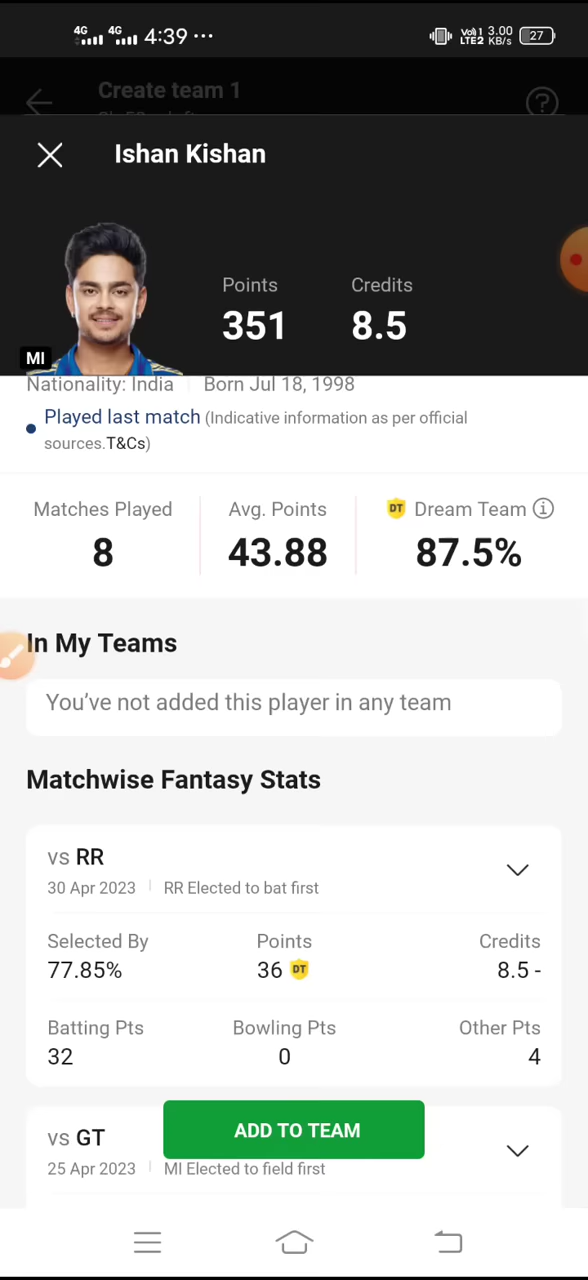 4G 4G 4:39 ··· Vo)) 1 LTE2 3.00 KB/s 27
Create team 1
Ishan Kishan
Points Credits
351 8.5
MI
Nationality: India Born Jul 18, 1998
Played last match (Indicative information as per official
sources.T&Cs)
Matches Played Avg. Points DT Dream Team
8 43.88 87.5%
In My Teams
You've not added this player in any team
Matchwise Fantasy Stats
vs RR
30 Apr 2023 RR Elected to bat first
Selected By Points Credits
77.85% 36 DT 8.5 -
Batting Pts Bowling Pts Other Pts
32 0 4
vs GT
ADD TO TEAM
25 Apr 2023 MI Elected to field first